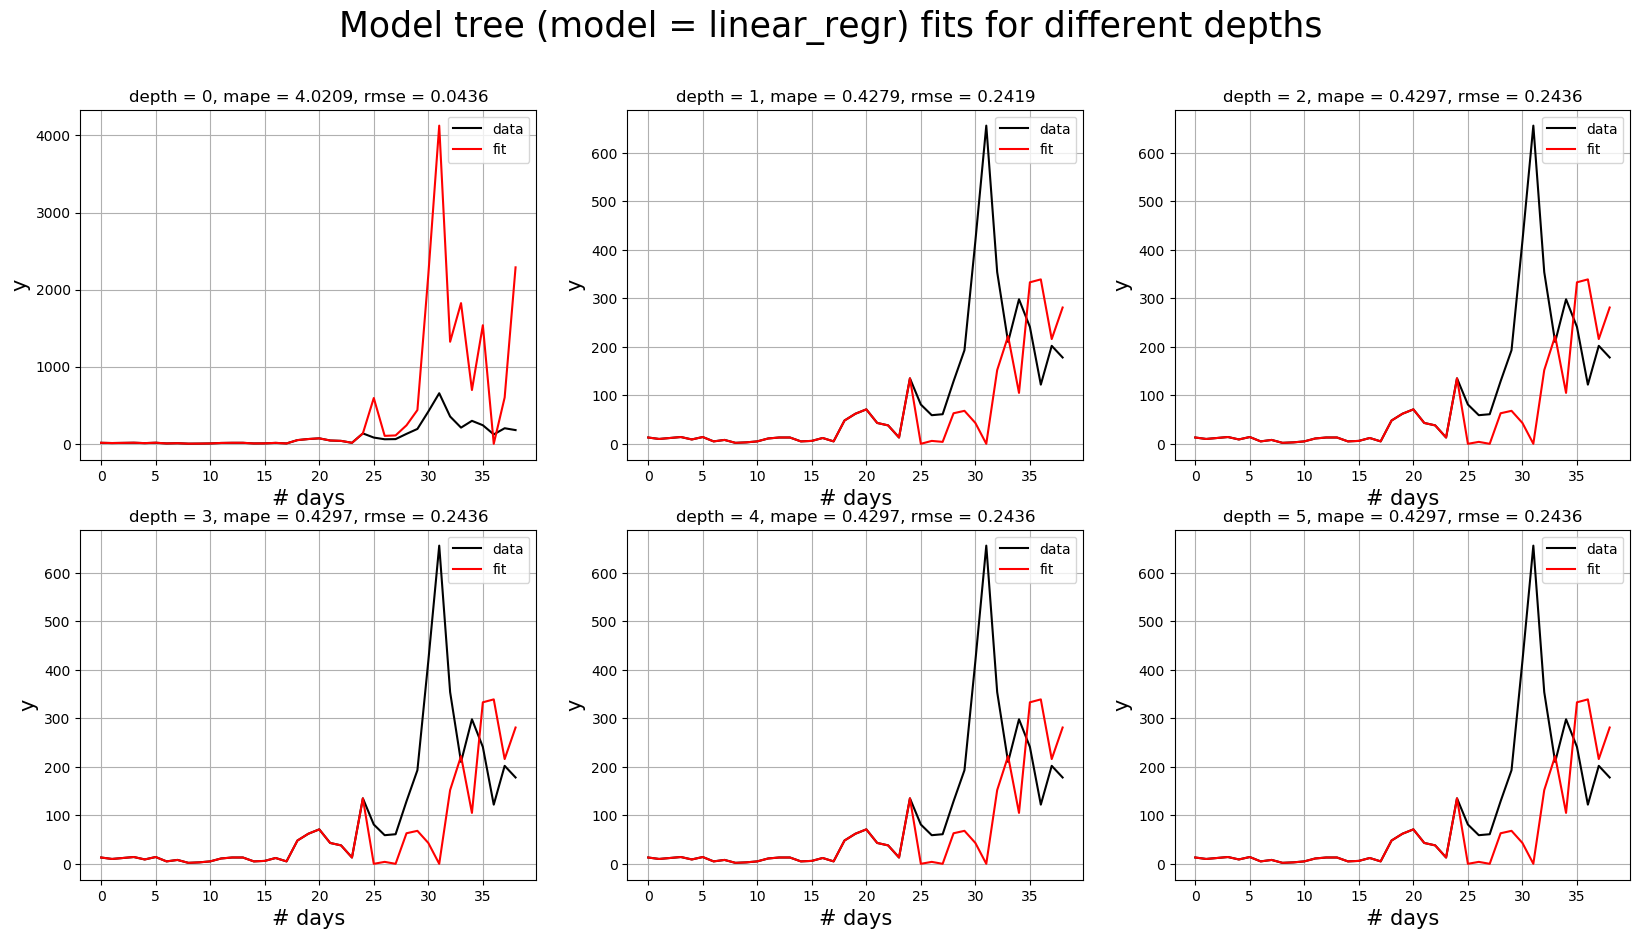 Model tree (model = linear_regr) fits for different depths
depth = 0, mape = 4.0209, rmse = 0.0436
data
fit
4000
3000
2000
1000
0
y
0 5 10 15 20 25 30 35
# days
depth = 1, mape = 0.4279, rmse = 0.2419
data
fit
600
500
400
300
200
100
0
y
0 5 10 15 20 25 30 35
# days
depth = 2, mape = 0.4297, rmse = 0.2436
data
fit
600
500
400
300
200
100
0
y
0 5 10 15 20 25 30 35
# days
depth = 3, mape = 0.4297, rmse = 0.2436
data
fit
600
500
400
300
200
100
0
y
0 5 10 15 20 25 30 35
# days
depth = 4, mape = 0.4297, rmse = 0.2436
data
fit
600
500
400
300
200
100
0
y
0 5 10 15 20 25 30 35
# days
depth = 5, mape = 0.4297, rmse = 0.2436
data
fit
600
500
400
300
200
100
0
y
0 5 10 15 20 25 30 35
# days